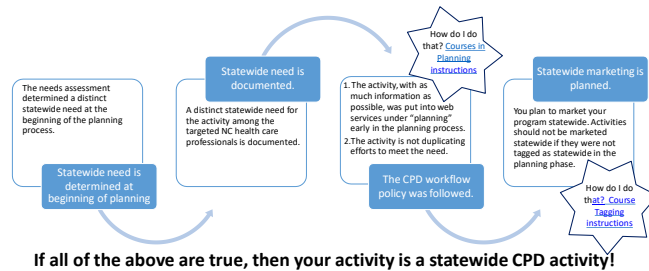 The needs assessment
determined a distinct
statewide need at the
beginning of the planning
process.
Statewide need is
determined at
beginning of planning
Statewide need is
documented.
A distinct statewide need for
the activity among the
targeted NC health care
professionals is documented.
How do I do
that? Courses in
Planning
instructions
1. The activity, with as
much information as
possible, was put into web
services under "planning"
early in the planning process.
2. The activity is not duplicating
efforts to meet the need.
The CPD workflow
policy was followed.
Statewide marketing is
planned.
You plan to market your
program statewide. Activities
should not be marketed
statewide if they were not
tagged as statewide in the
planning phase.
How do I do
that? Course
Tagging
instructions
If all of the above are true, then your activity is a statewide CPD activity!